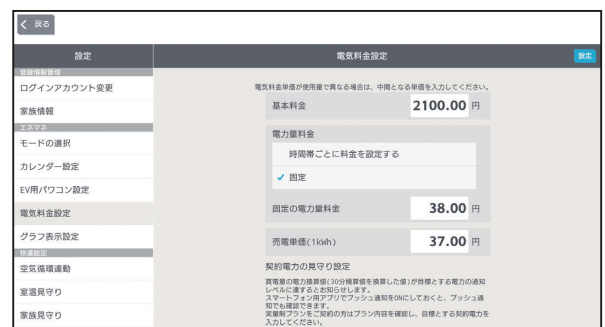 戻る
設定
電気料金設定
設定
登録情報管理
ログインアカウント変更
家族情報
エネマネ
モードの選択
カレンダー設定
EV用パワコン設定
電気料金設定
グラフ表示設定
快適設定
空気循環連動
室温見守り
家族見守り
電気料金単価が使用量で異なる場合は、中間となる単価を入力してください。
基本料金 2100.00 円
電力量料金
時間帯ごとに料金を設定する
固定
固定の電力量料金 38.00 円
売電単価(1kWh) 37.00 円
契約電力の見守り設定
買電量の電力換算値(30分積算値を換算した値)が目標とする電力の通知
レベルに達するとお知らせします。
スマートフォン用アプリでプッシュ通知をONにしておくと、プッシュ通
知でも確認できます。
実量制プランをご契約の方はプラン内容を確認し、目標とする契約電力を
入力してください。